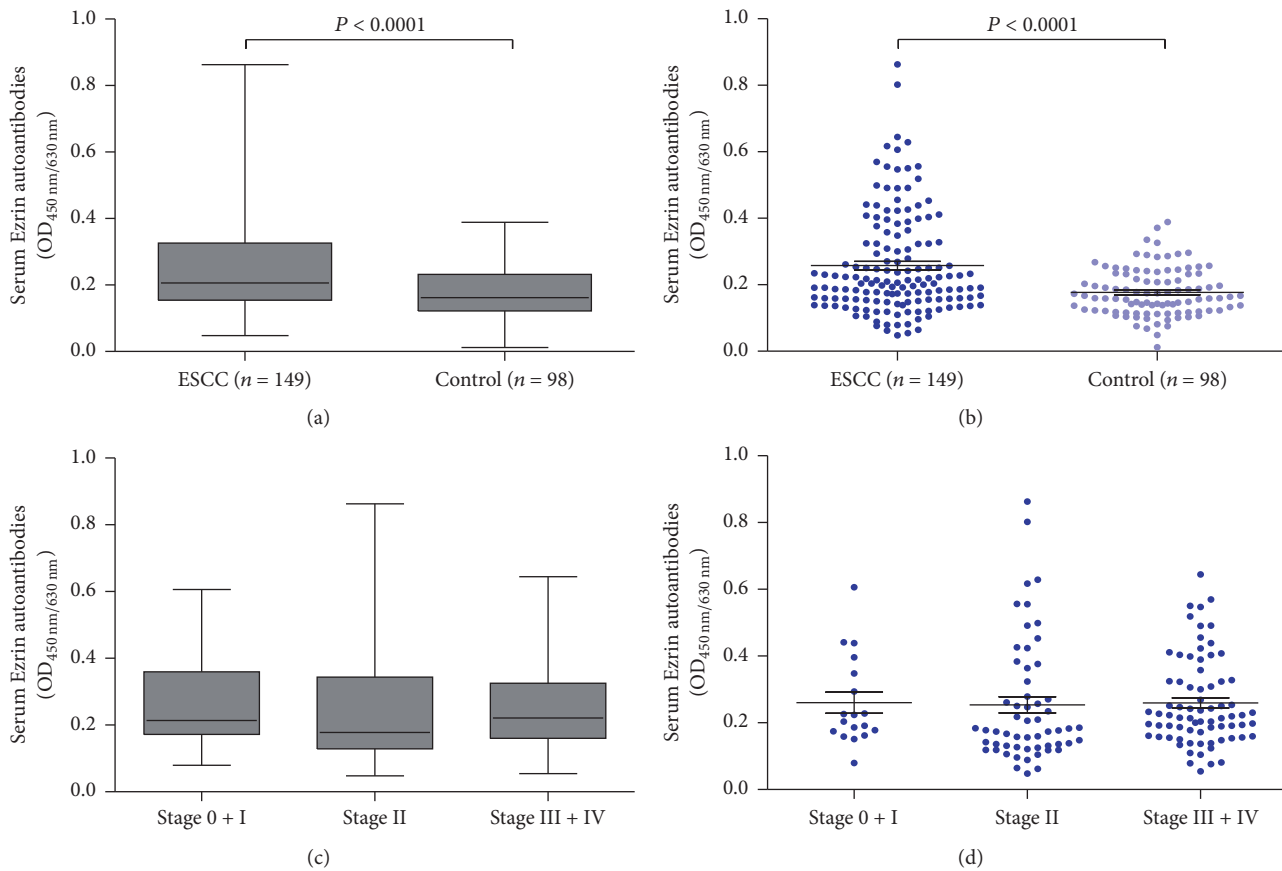 Serum Ezrin autoantibodies
(OD450 nm/630 nm)
1.0
0.8
0.6
0.4
0.2
0.0
P < 0.0001
ESCC (n = 149)
Control (n = 98)
(a)
Serum Ezrin autoantibodies
(OD450 nm/630 nm)
1.0
0.8
0.6
0.4
0.2
0.0
P < 0.0001
ESCC (n = 149)
Control (n = 98)
(b)
Serum Ezrin autoantibodies
(OD450 nm/630 nm)
1.0
0.8
0.6
0.4
0.2
0.0
Stage 0 + I
Stage II
Stage III + IV
(c)
Serum Ezrin autoantibodies
(OD450 nm/630 nm)
1.0
0.8
0.6
0.4
0.2
0.0
Stage 0 + I
Stage II
Stage III + IV
(d)